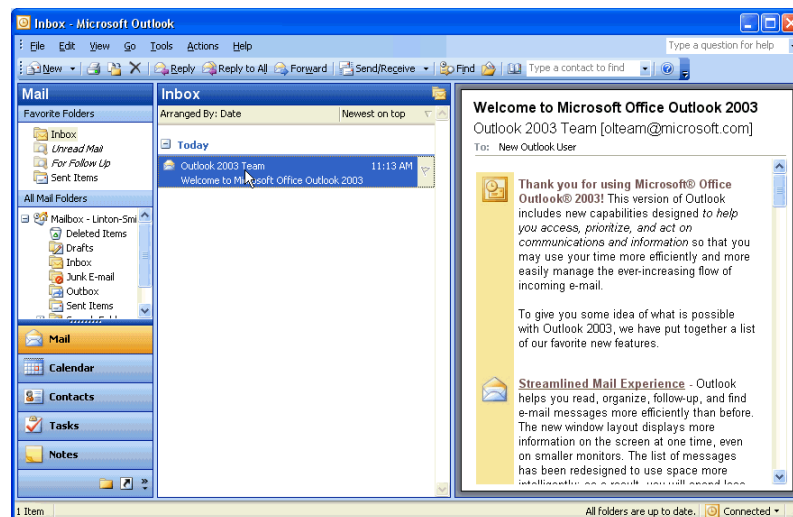 Inbox - Microsoft Outlook
File Edit View Go Tools Actions Help
Type a question for help
New Reply Reply to All Forward Send/Receive Find Type a contact to find
Mail
Favorite Folders
Inbox
Unread Mail
For Follow Up
Sent Items
All Mail Folders
Mailbox - Linton-Smi
Deleted Items
Drafts
Inbox
Junk E-mail
Outbox
Sent Items
Mail
Calendar
Contacts
Tasks
Notes
Inbox
Arranged By: Date Newest on top
Today
Outlook 2003 Team 11:13 AM
Welcome to Microsoft Office Outlook 2003
Welcome to Microsoft Office Outlook 2003
Outlook 2003 Team [olteam@microsoft.com]
To: New Outlook User
Thank you for using Microsoft® Office
Outlook® 2003! This version of Outlook
includes new capabilities designed to help
you access, prioritize, and act on
communications and information so that you
may use your time more efficiently and more
easily manage the ever-increasing flow of
incoming e-mail.
To give you some idea of what is possible
with Outlook 2003, we have put together a list
of our favorite new features.
Streamlined Mail Experience - Outlook
helps you read, organize, follow-up, and find
e-mail messages more efficiently than before.
The new window layout displays more
information on the screen at one time, even
on smaller monitors. The list of messages
has been redesigned to use space more
1 Item
All folders are up to date. Connected